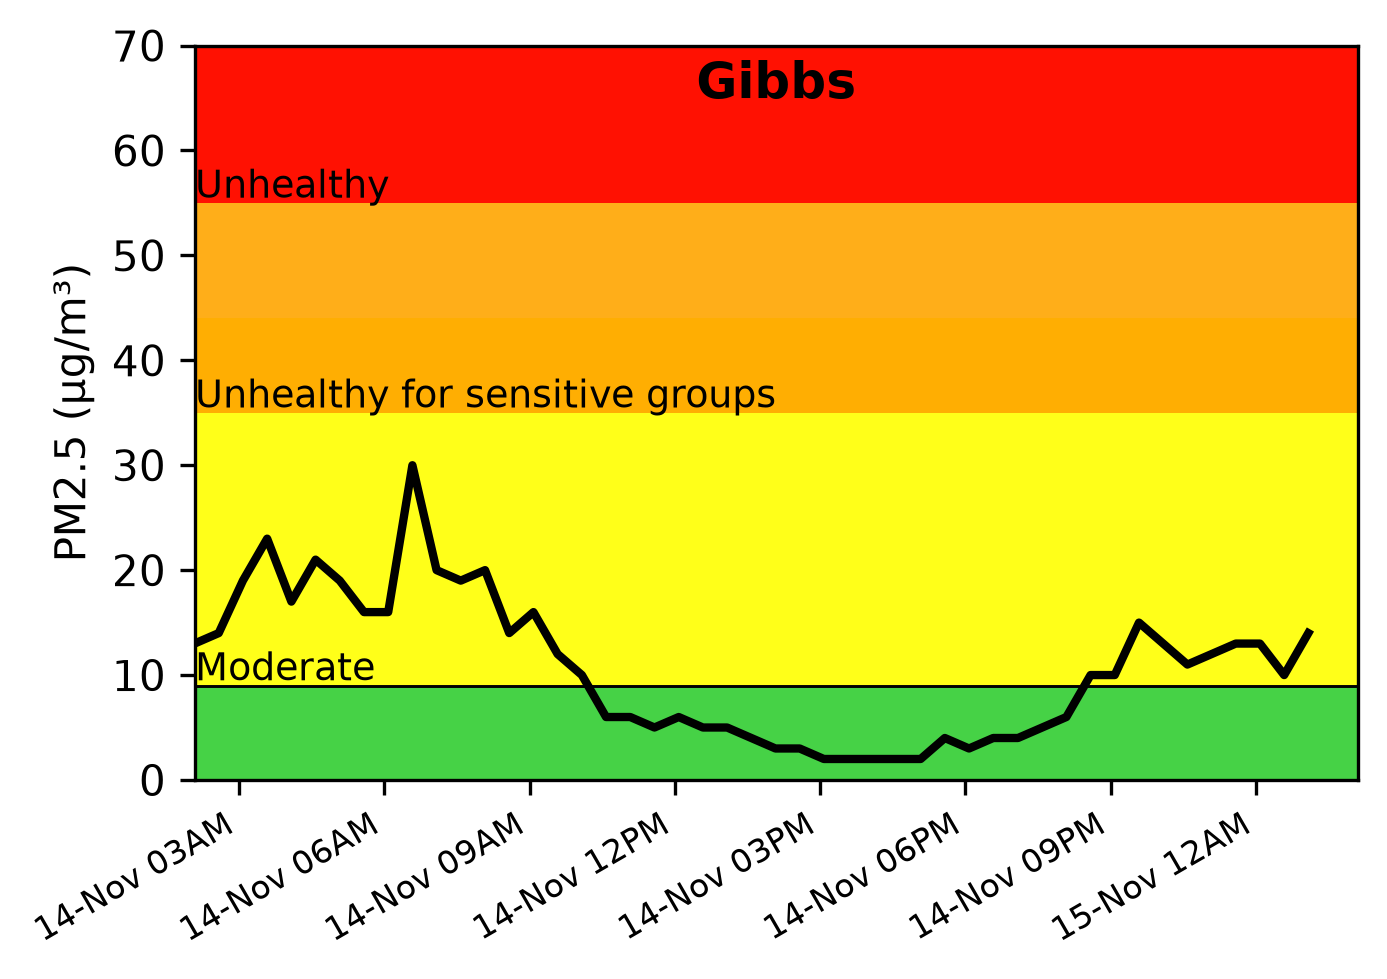 Gibbs
PM2.5 (µg/m³)
70
60
50
40
30
20
10
0
Unhealthy
Unhealthy for sensitive groups
Moderate
14-Nov 03AM
14-Nov 06AM
14-Nov 09AM
14-Nov 12PM
14-Nov 03PM
14-Nov 06PM
14-Nov 09PM
15-Nov 12AM